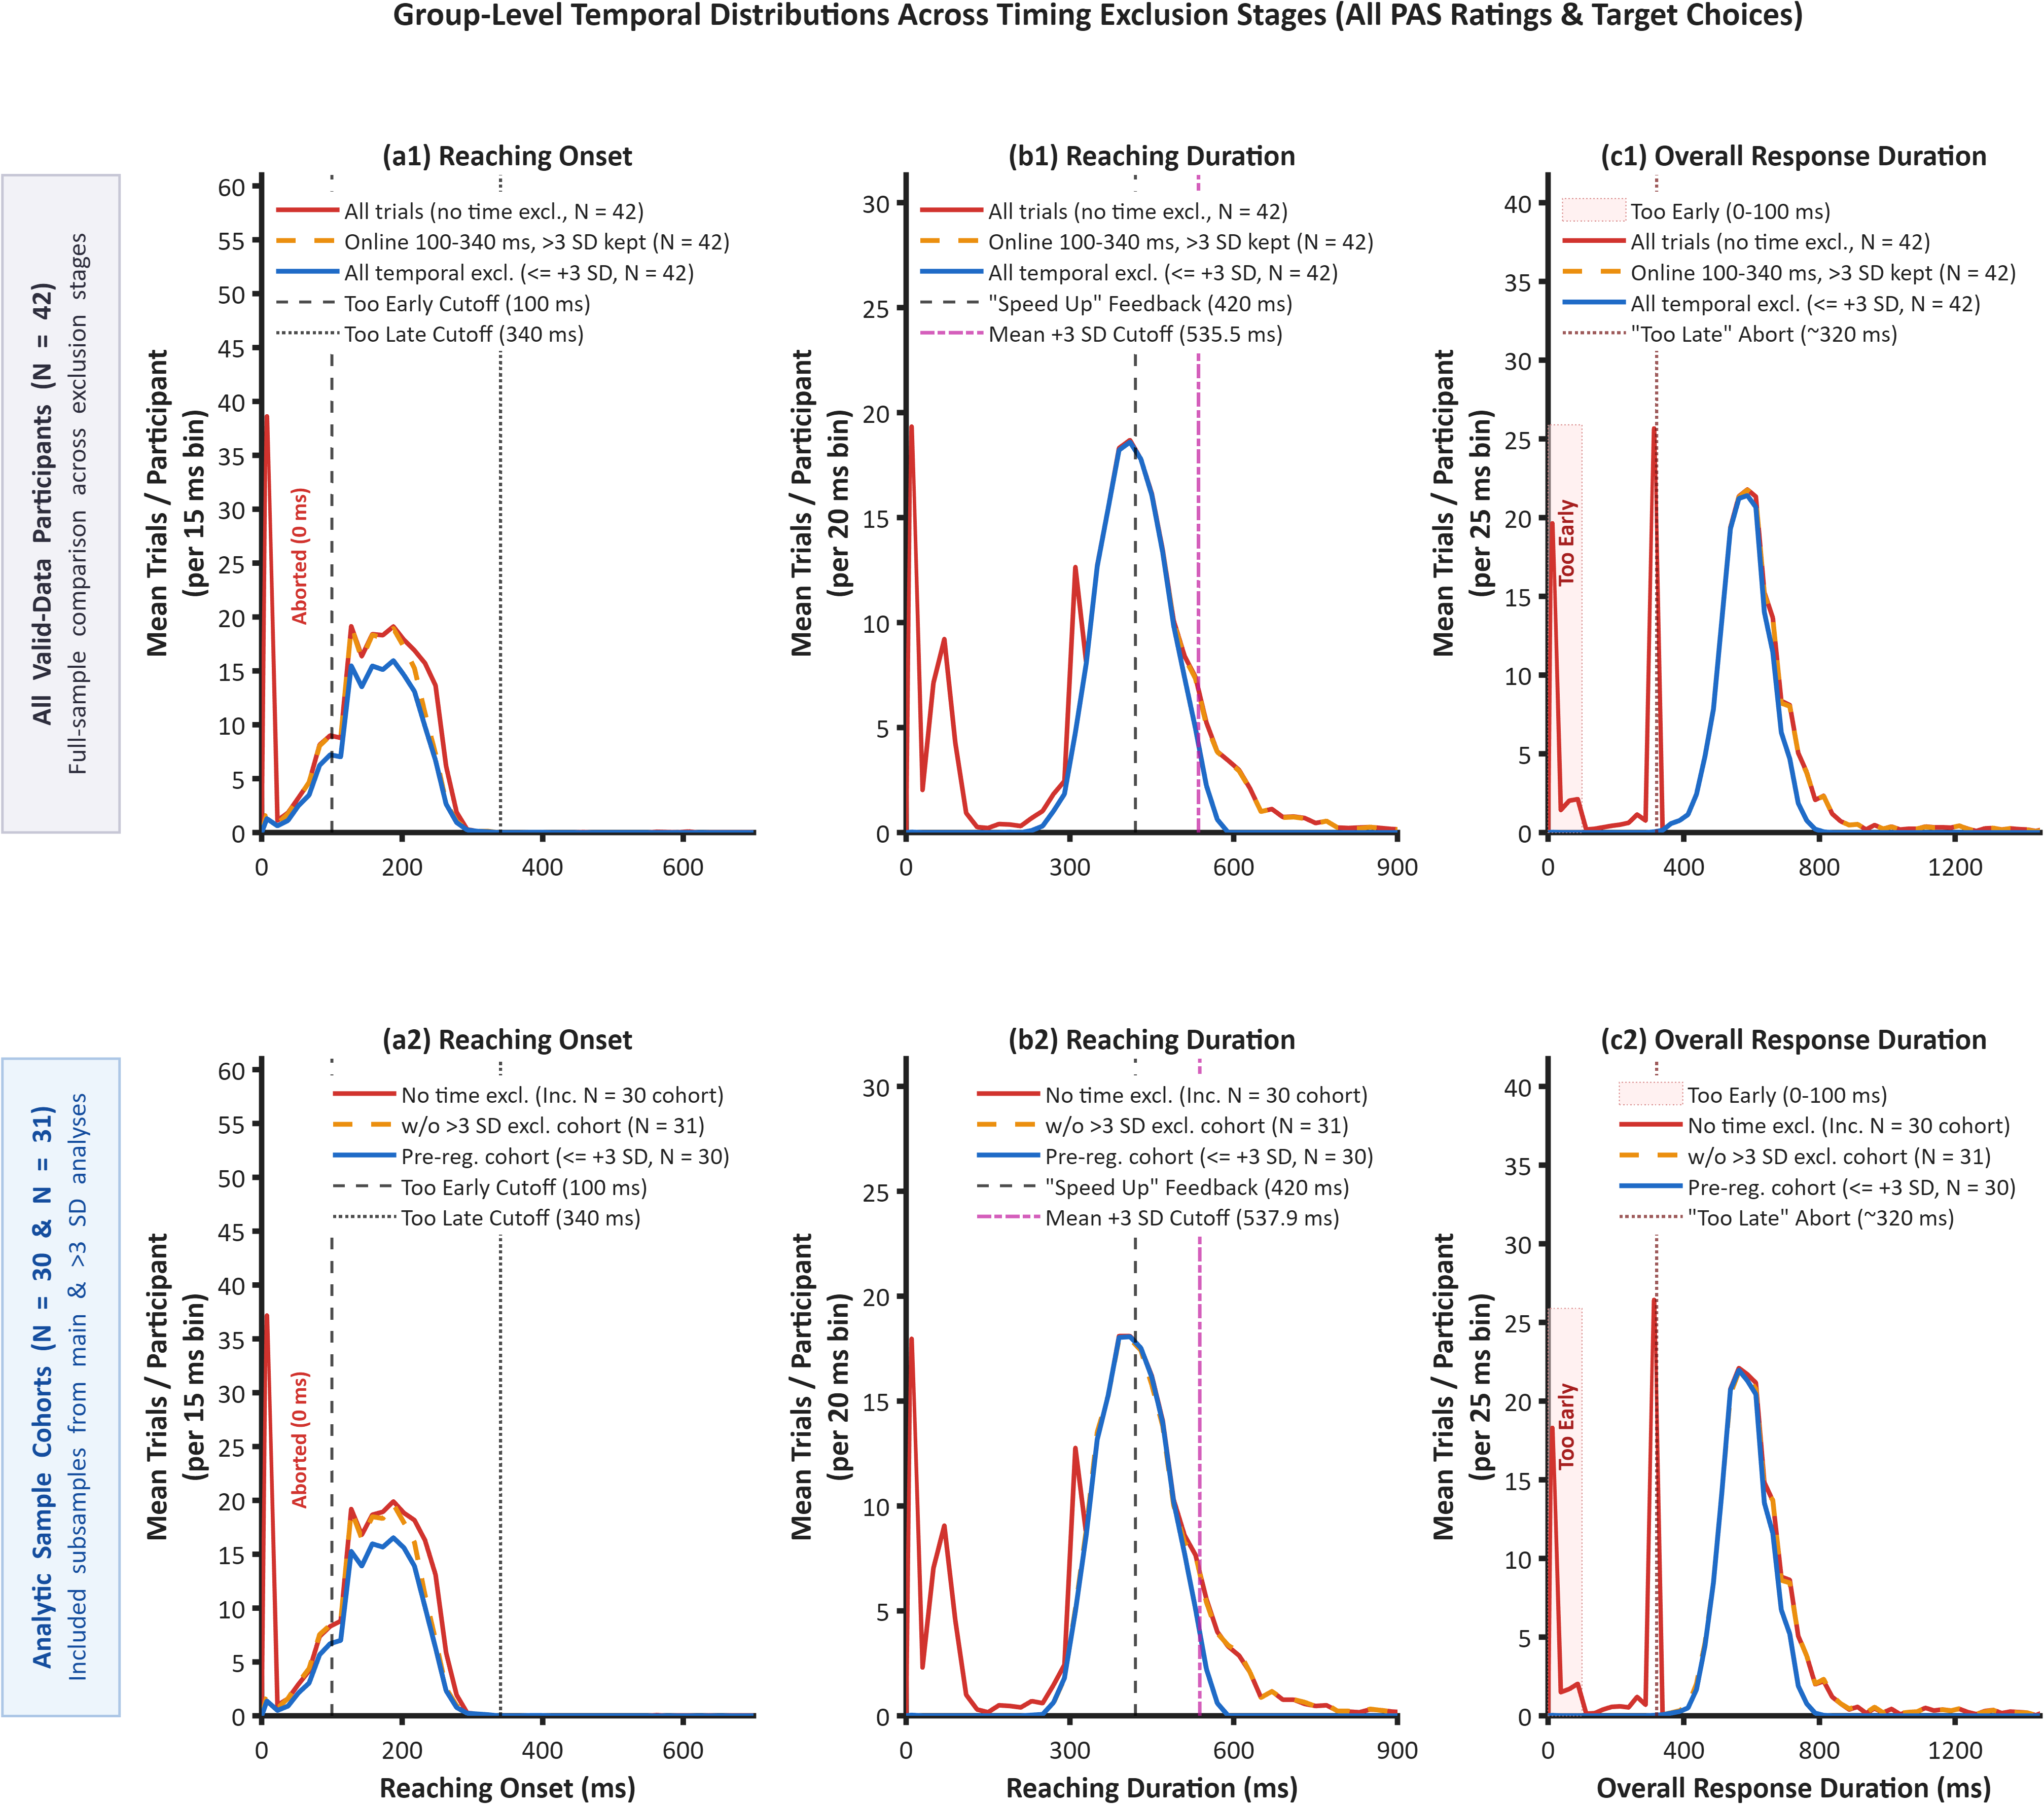 Group-Level Temporal Distributions Across Timing Exclusion Stages (All PAS Ratings & Target Choices)
All Valid-Data Participants (N = 42)
Full-sample comparison across exclusion stages
(a1) Reaching Onset
Mean Trials / Participant
(per 15 ms bin)
60
55
50
45
40
35
30
25
20
15
10
5
0
All trials (no time excl., N = 42)
Online 100-340 ms, >3 SD kept (N = 42)
All temporal excl. (<= +3 SD, N = 42)
Too Early Cutoff (100 ms)
Too Late Cutoff (340 ms)
Aborted (0 ms)
0 200 400 600
(b1) Reaching Duration
Mean Trials / Participant
(per 20 ms bin)
30
25
20
15
10
5
0
All trials (no time excl., N = 42)
Online 100-340 ms, >3 SD kept (N = 42)
All temporal excl. (<= +3 SD, N = 42)
"Speed Up" Feedback (420 ms)
Mean +3 SD Cutoff (535.5 ms)
0 300 600 900
(c1) Overall Response Duration
Mean Trials / Participant
(per 25 ms bin)
40
35
30
25
20
15
10
5
0
Too Early (0-100 ms)
All trials (no time excl., N = 42)
Online 100-340 ms, >3 SD kept (N = 42)
All temporal excl. (<= +3 SD, N = 42)
"Too Late" Abort (~320 ms)
Too Early
0 400 800 1200
Analytic Sample Cohorts (N = 30 & N = 31)
Included subsamples from main & >3 SD analyses
(a2) Reaching Onset
Mean Trials / Participant
(per 15 ms bin)
60
55
50
45
40
35
30
25
20
15
10
5
0
No time excl. (Inc. N = 30 cohort)
w/o >3 SD excl. cohort (N = 31)
Pre-reg. cohort (<= +3 SD, N = 30)
Too Early Cutoff (100 ms)
Too Late Cutoff (340 ms)
Aborted (0 ms)
0 200 400 600
Reaching Onset (ms)
(b2) Reaching Duration
Mean Trials / Participant
(per 20 ms bin)
30
25
20
15
10
5
0
No time excl. (Inc. N = 30 cohort)
w/o >3 SD excl. cohort (N = 31)
Pre-reg. cohort (<= +3 SD, N = 30)
"Speed Up" Feedback (420 ms)
Mean +3 SD Cutoff (537.9 ms)
0 300 600 900
Reaching Duration (ms)
(c2) Overall Response Duration
Mean Trials / Participant
(per 25 ms bin)
40
35
30
25
20
15
10
5
0
Too Early (0-100 ms)
No time excl. (Inc. N = 30 cohort)
w/o >3 SD excl. cohort (N = 31)
Pre-reg. cohort (<= +3 SD, N = 30)
"Too Late" Abort (~320 ms)
Too Early
0 400 800 1200
Overall Response Duration (ms)